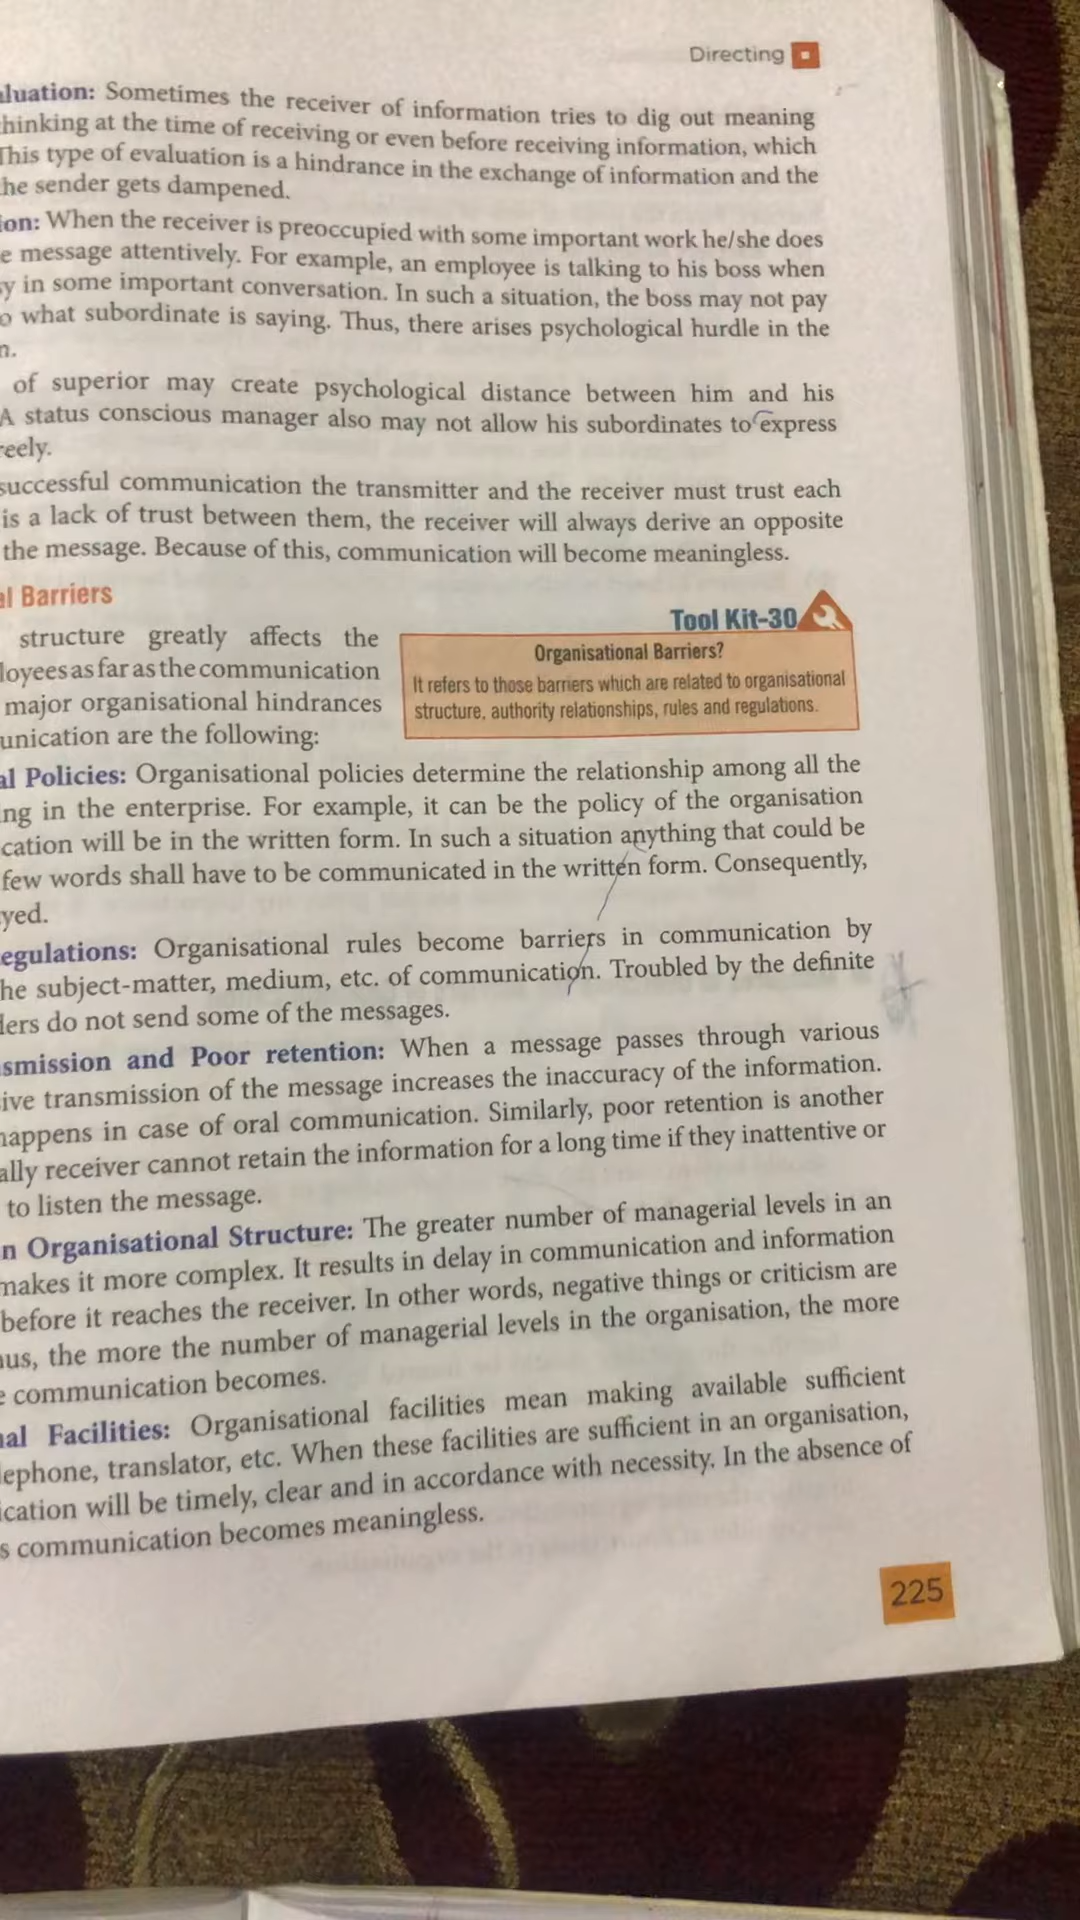 Directing
luation: Sometimes the receiver of information tries to dig out meaning
hinking at the time of receiving or even before receiving information, which
This type of evaluation is a hindrance in the exchange of information and the
he sender gets dampened.
ion: When the receiver is preoccupied with some important work he/she does
e message attentively. For example, an employee is talking to his boss when
sy in some important conversation. In such a situation, the boss may not pay
o what subordinate is saying. Thus, there arises psychological hurdle in the
n.
of superior may create psychological distance between him and his
A status conscious manager also may not allow his subordinates to express
reely.
successful communication the transmitter and the receiver must trust each
is a lack of trust between them, the receiver will always derive an opposite
the message. Because of this, communication will become meaningless.
al Barriers
structure greatly affects the
loyees as far as the communication
major organisational hindrances
unication are the following:
Tool Kit-30
Organisational Barriers?
It refers to those barriers which are related to organisational
structure, authority relationships, rules and regulations.
al Policies: Organisational policies determine the relationship among all the
ng in the enterprise. For example, it can be the policy of the organisation
cation will be in the written form. In such a situation anything that could be
few words shall have to be communicated in the written form. Consequently,
yed.
egulations: Organisational rules become barriers in communication by
he subject-matter, medium, etc. of communication. Troubled by the definite
ders do not send some of the messages.
smission and Poor retention: When a message passes through various
ive transmission of the message increases the inaccuracy of the information.
happens in case of oral communication. Similarly, poor retention is another
ally receiver cannot retain the information for a long time if they inattentive or
to listen the message.
n Organisational Structure: The greater number of managerial levels in an
makes it more complex. It results in delay in communication and information
before it reaches the receiver. In other words, negative things or criticism are
us, the more the number of managerial levels in the organisation, the more
e communication becomes.
nal Facilities: Organisational facilities mean making available sufficient
lephone, translator, etc. When these facilities are sufficient in an organisation,
ication will be timely, clear and in accordance with necessity. In the absence of
s communication becomes meaningless.
225